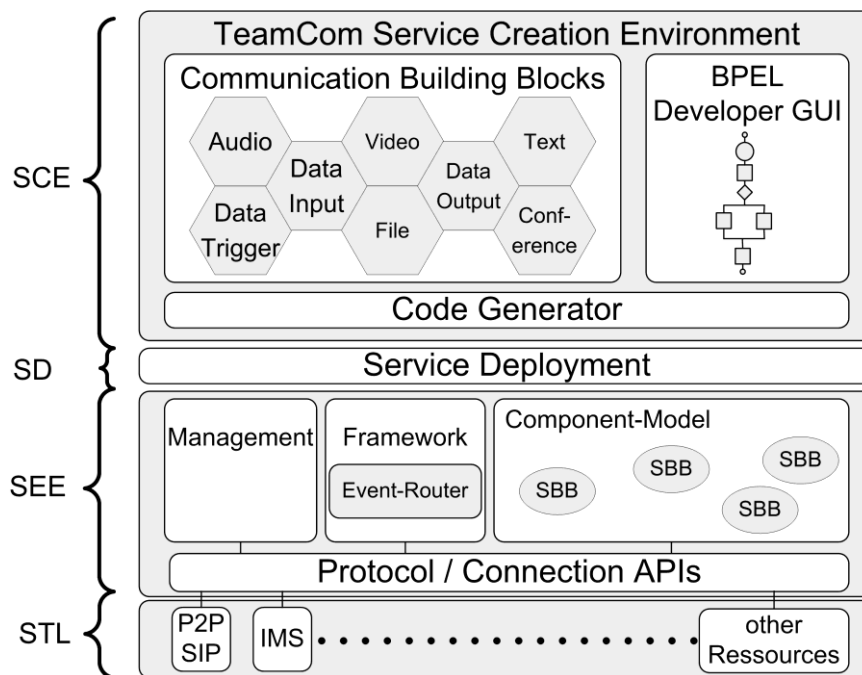 TeamCom Service Creation Environment
Communication Building Blocks
Audio
Video
Text
Data
Input
Data
Output
Data
Trigger
File
Conf-
erence
BPEL
Developer GUI
Code Generator
SCE
Service Deployment
SD
Management
Framework
Event-Router
Component-Model
SBB
SBB
SBB
SBB
SEE
Protocol / Connection APIs
STL
P2P
SIP
IMS
other
Ressources